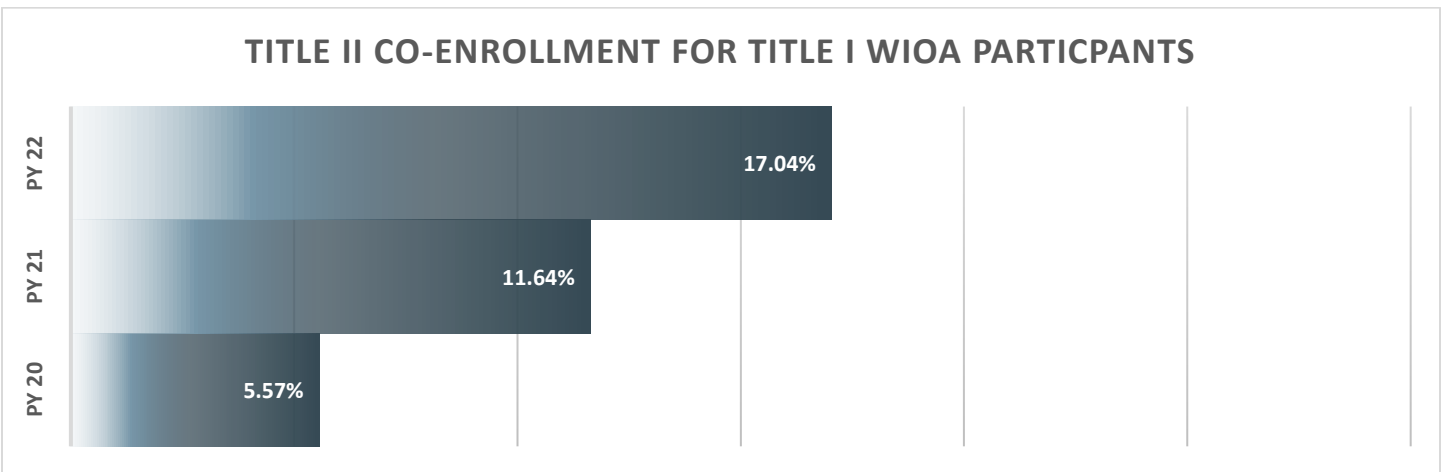 TITLE II CO-ENROLLMENT FOR TITLE I WIOA PARTICPANTS
PY 22
17.04%
PY 21
11.64%
PY 20
5.57%